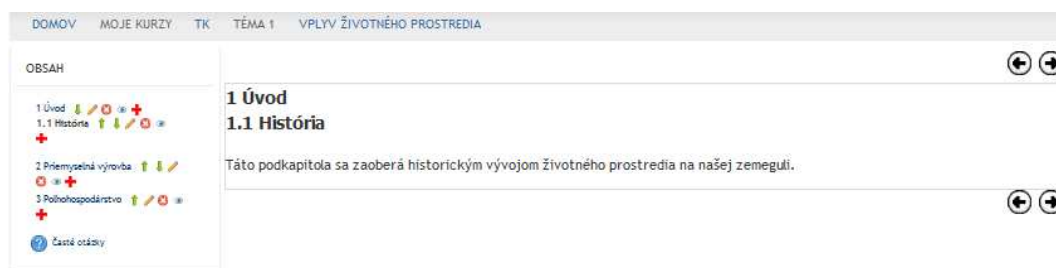 DOMOV MOJE KURZY TK TÉMA 1 VPLYV ŽIVOTNÉHO PROSTREDIA
OBSAH
1 Úvod
1.1 História
2 Priemyselná výrovba
3 Poľnohospodárstvo
Časté otázky
1 Úvod
1.1 História
Táto podkapitola sa zaoberá historickým vývojom životného prostredia na našej zemeguli.